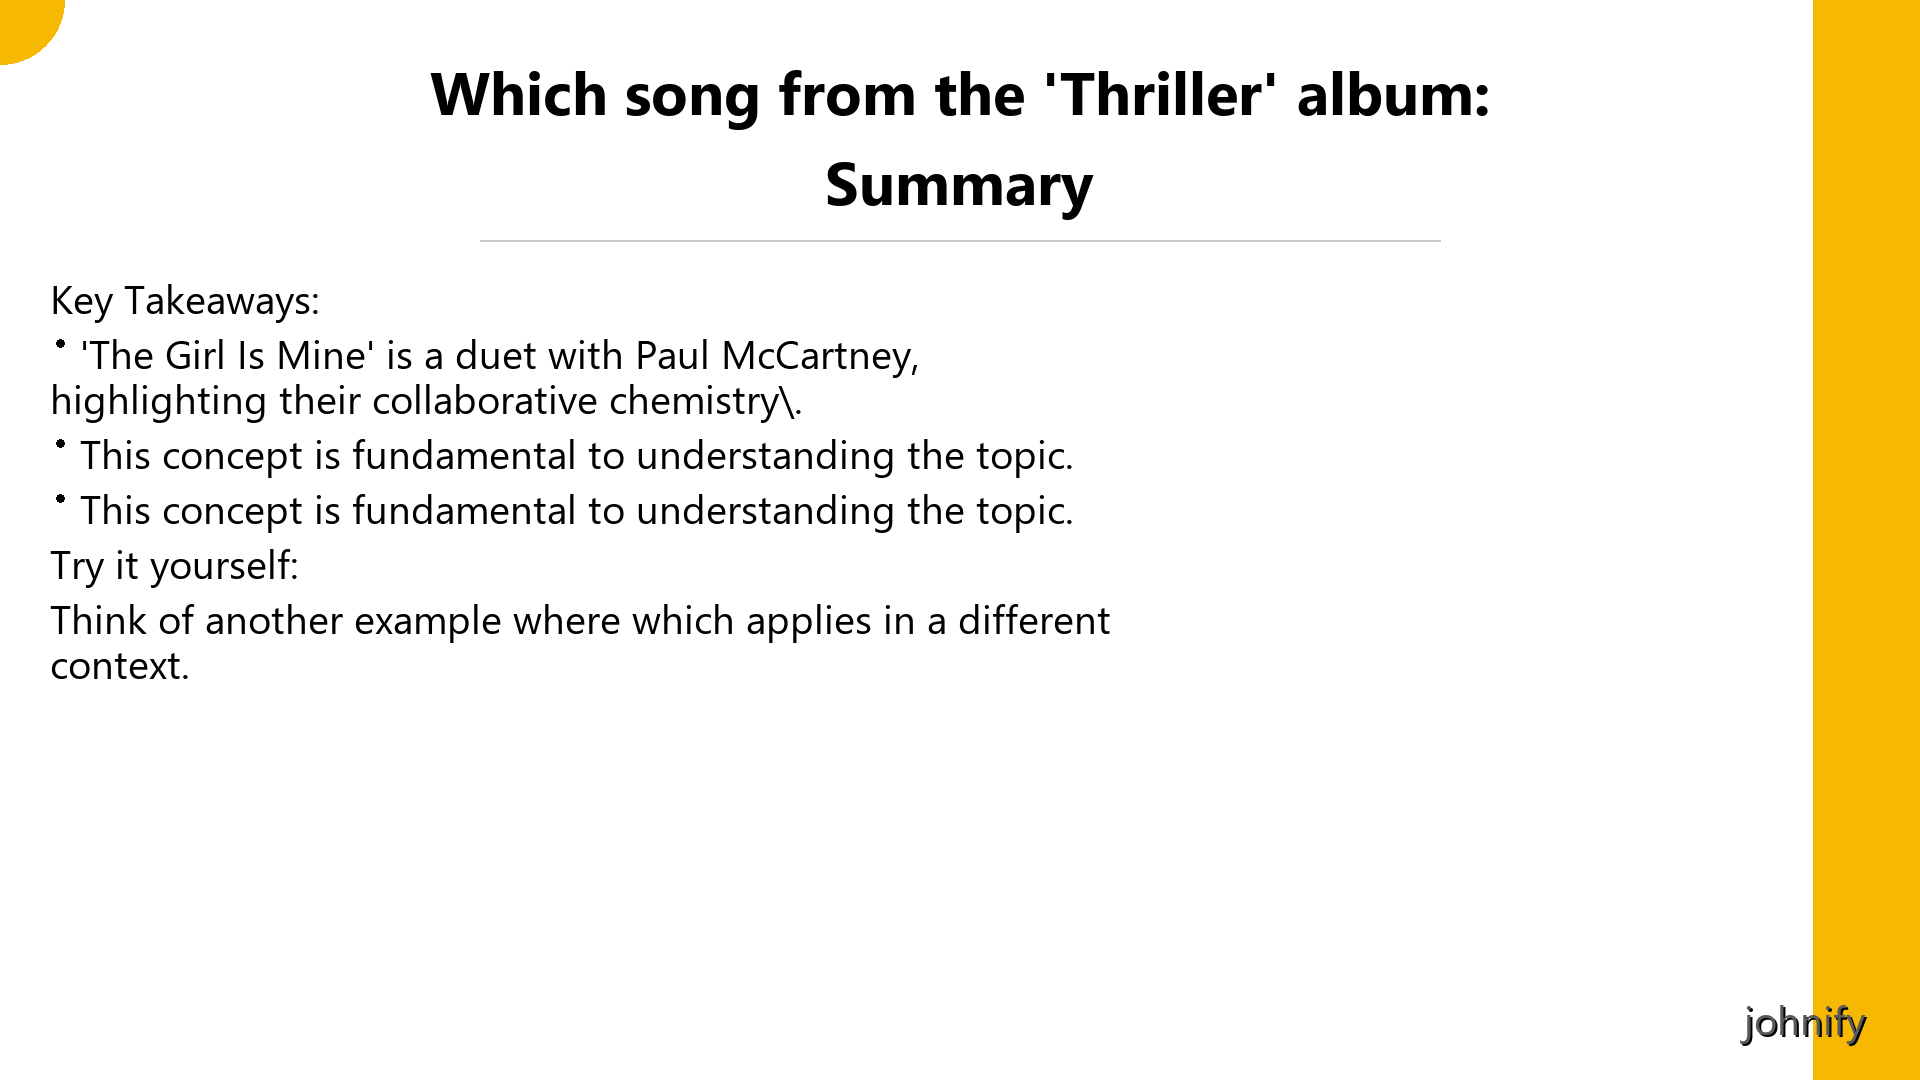 Which song from the 'Thriller' album:
Summary
Key Takeaways:
• 'The Girl Is Mine' is a duet with Paul McCartney,
highlighting their collaborative chemistry\.
• This concept is fundamental to understanding the topic.
• This concept is fundamental to understanding the topic.
Try it yourself:
Think of another example where which applies in a different
context.
johnify